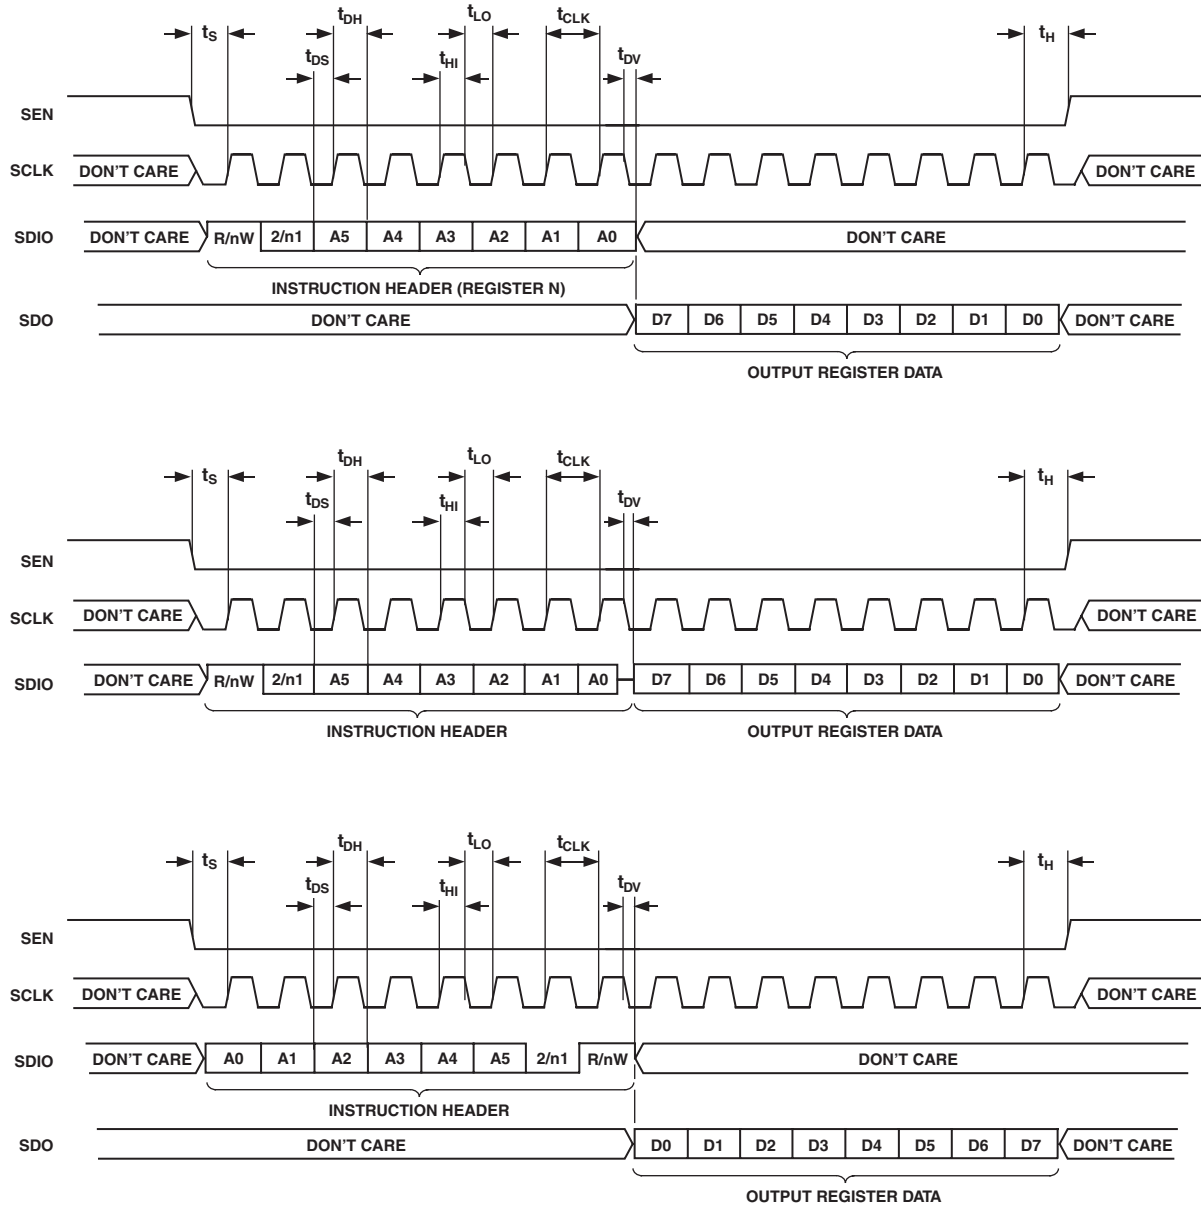 tS tDH tLO tCLK tH
tDS tHI tDV
SEN
SCLK DON'T CARE DON'T CARE
SDIO DON'T CARE R/nW 2/n1 A5 A4 A3 A2 A1 A0 DON'T CARE
INSTRUCTION HEADER (REGISTER N)
SDO DON'T CARE D7 D6 D5 D4 D3 D2 D1 D0 DON'T CARE
OUTPUT REGISTER DATA
tS tDH tLO tCLK tH
tDS tHI tDV
SEN
SCLK DON'T CARE DON'T CARE
SDIO DON'T CARE R/nW 2/n1 A5 A4 A3 A2 A1 A0 D7 D6 D5 D4 D3 D2 D1 D0 DON'T CARE
INSTRUCTION HEADER OUTPUT REGISTER DATA
tS tDH tLO tCLK tH
tDS tHI tDV
SEN
SCLK DON'T CARE DON'T CARE
SDIO DON'T CARE A0 A1 A2 A3 A4 A5 2/n1 R/nW DON'T CARE
INSTRUCTION HEADER
SDO DON'T CARE D0 D1 D2 D3 D4 D5 D6 D7 DON'T CARE
OUTPUT REGISTER DATA